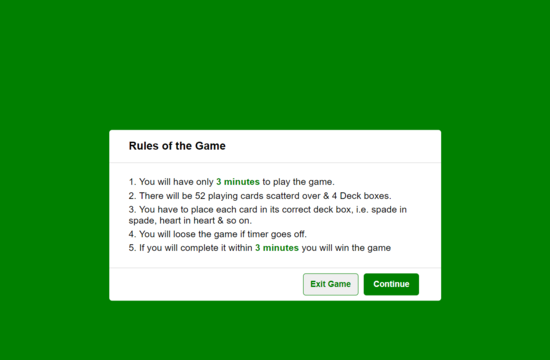 Rules of the Game
1. You will have only 3 minutes to play the game.
2. There will be 52 playing cards scatterd over & 4 Deck boxes.
3. You have to place each card in its correct deck box, i.e. spade in
spade, heart in heart & so on.
4. You will loose the game if timer goes off.
5. If you will complete it within 3 minutes you will win the game
Exit Game
Continue